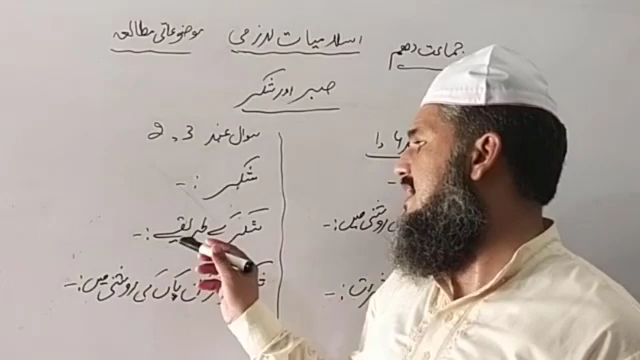 جماعت دہم
اسلامیات لازمی
موضوعاتی مطالعہ
صبر اور شکر
1،
سوال نمبر 3، 2
شکر :-
شکر کے طریقے :-
روشنی میں :-
پاک کی روشنی میں :-